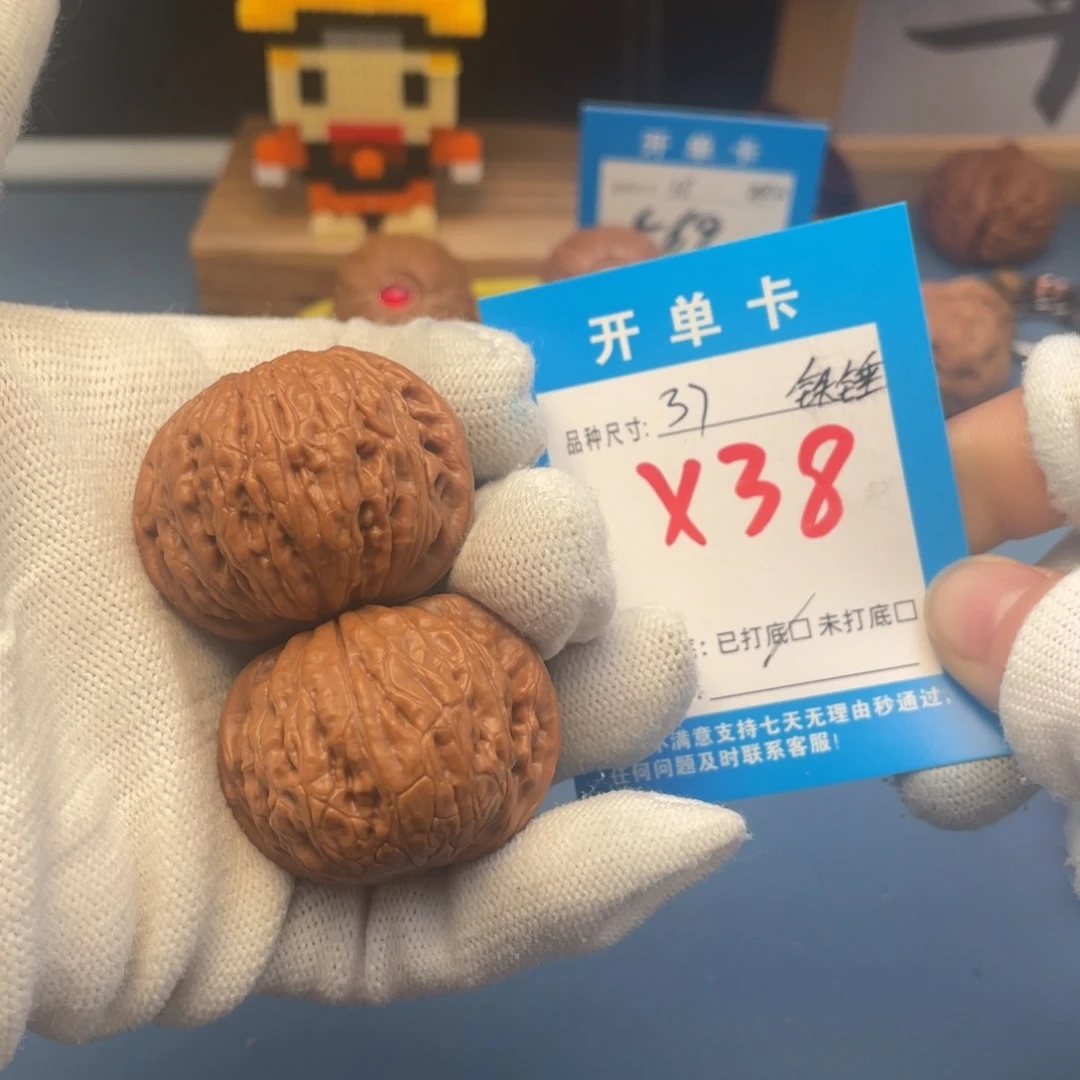 开单卡
开单卡
品种尺寸: 37 铁锤
X38
: 已打底☑ 未打底□
不满意支持七天无理由秒通过,
任何问题及时联系客服!